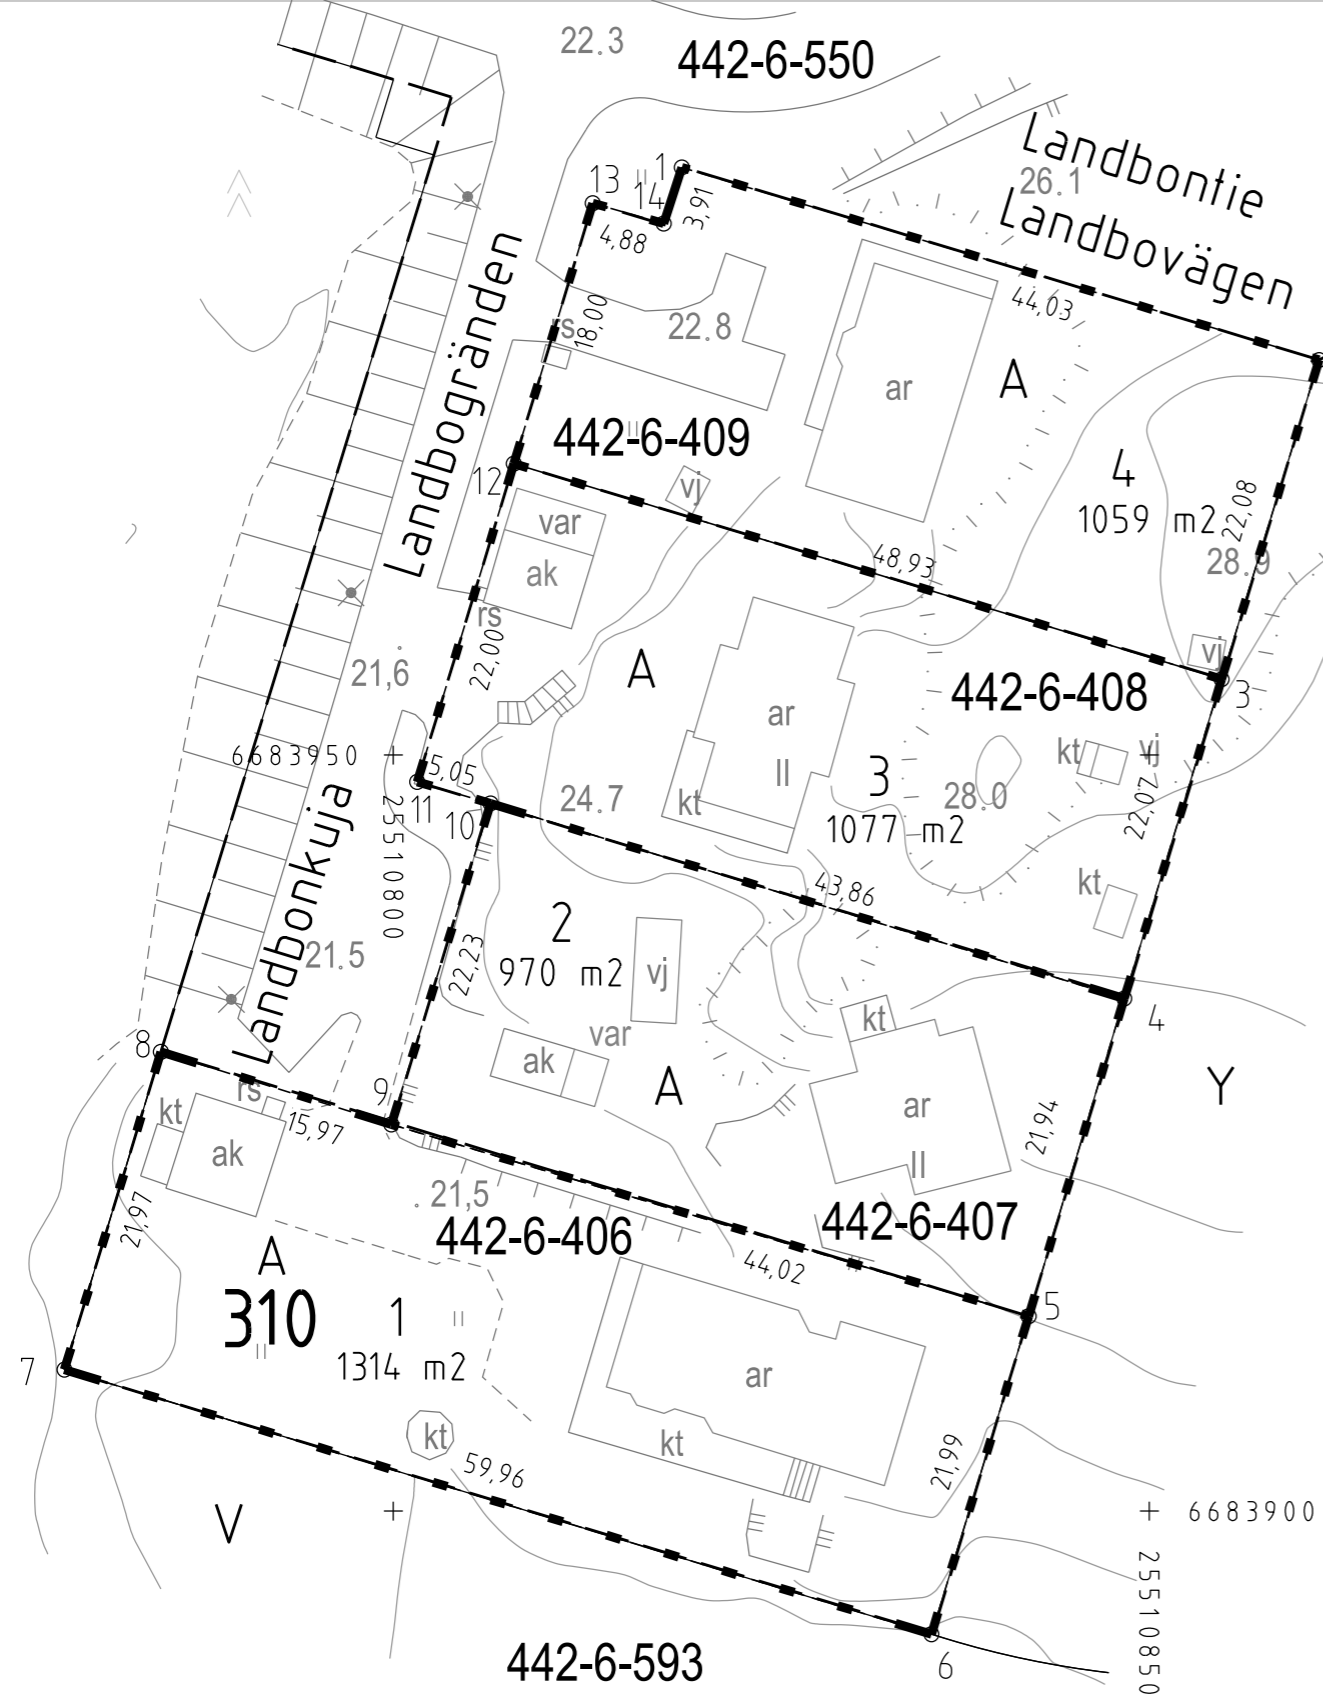 22.3
442-6-550
Landbontie
26.1
Landbovägen
13
14
1
3,91
4,88
44,03
Landbogränden
18,00
rs
22.8
ar
A
442-6-409
12
vj
4
1059 m2
22,08
28.9
48,93
var
ak
rs
22,00
21,6
A
442-6-408
vj
3
ar
II
3
1077 m2
28.0
kt
vj
22,07
kt
kt
6683950
25510800
5,05
11
10
24.7
43,86
Landbonkuja
21.5
2
970 m2
22,23
vj
var
ak
A
kt
4
Y
ar
II
21,94
8
9
rs
kt
15,97
ak
21,97
. 21,5
442-6-406
442-6-407
44,02
5
A
310
1
1314 m2
7
ar
kt
kt
59,96
21,99
V
6683900
25510850
442-6-593
6